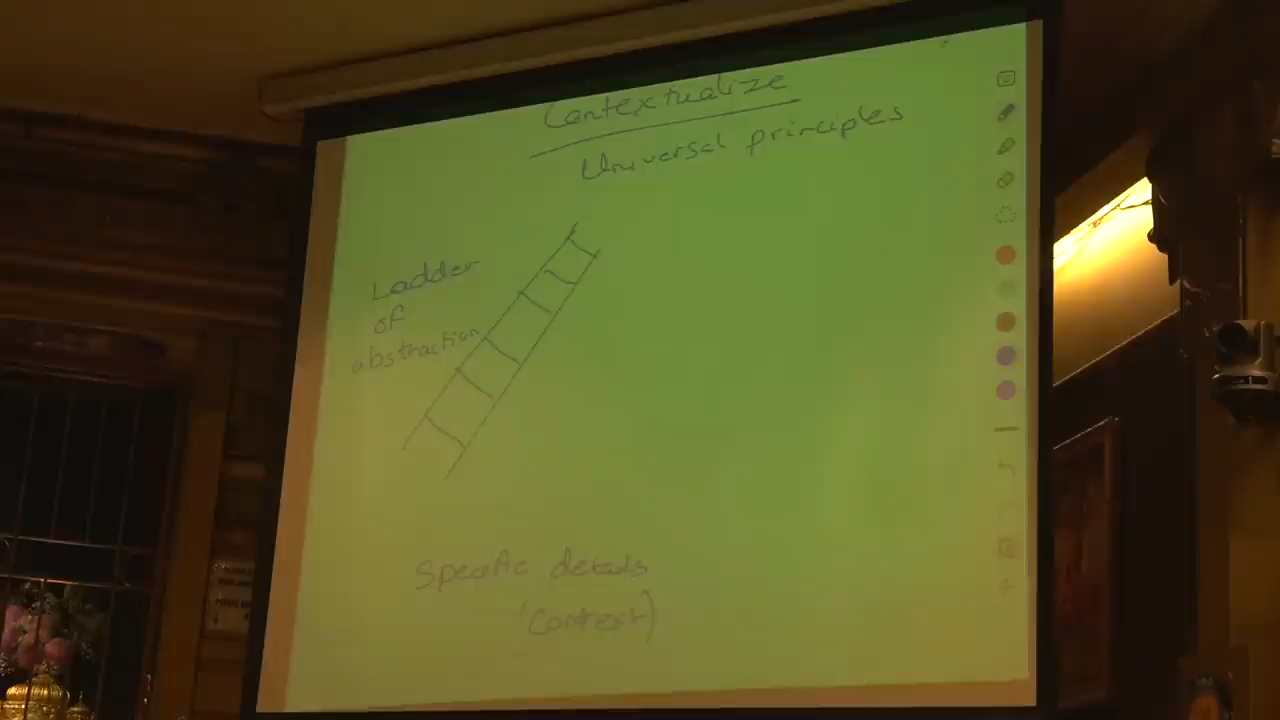 Contextualize
Universal principles
Ladder
of
abstraction
Specific details
(Context)